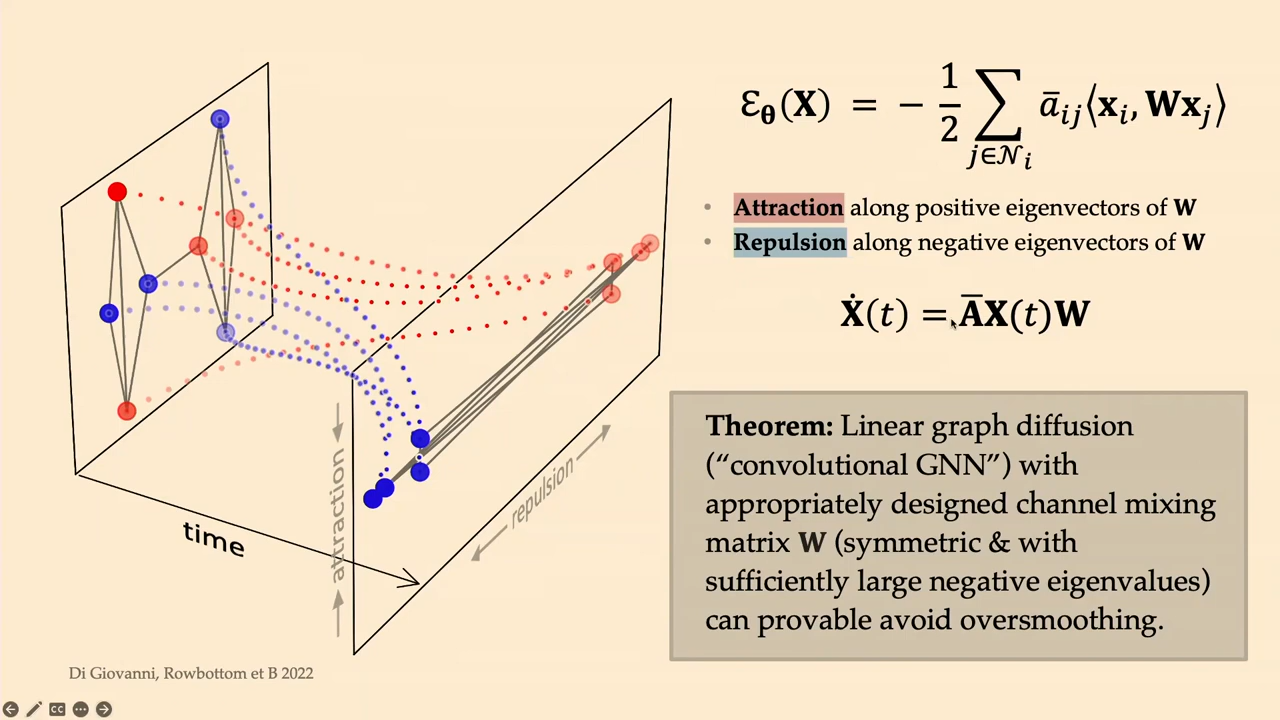 ℰ_θ(X) = − 1/2 ∑_{j∈𝒩_i} ā_ij⟨x_i, Wx_j⟩
• Attraction along positive eigenvectors of W
• Repulsion along negative eigenvectors of W
Ẋ(t) = A̅X(t)W
Theorem: Linear graph diffusion
(“convolutional GNN”) with
appropriately designed channel mixing
matrix W (symmetric & with
sufficiently large negative eigenvalues)
can provable avoid oversmoothing.
time
attraction
repulsion
Di Giovanni, Rowbottom et B 2022
CC